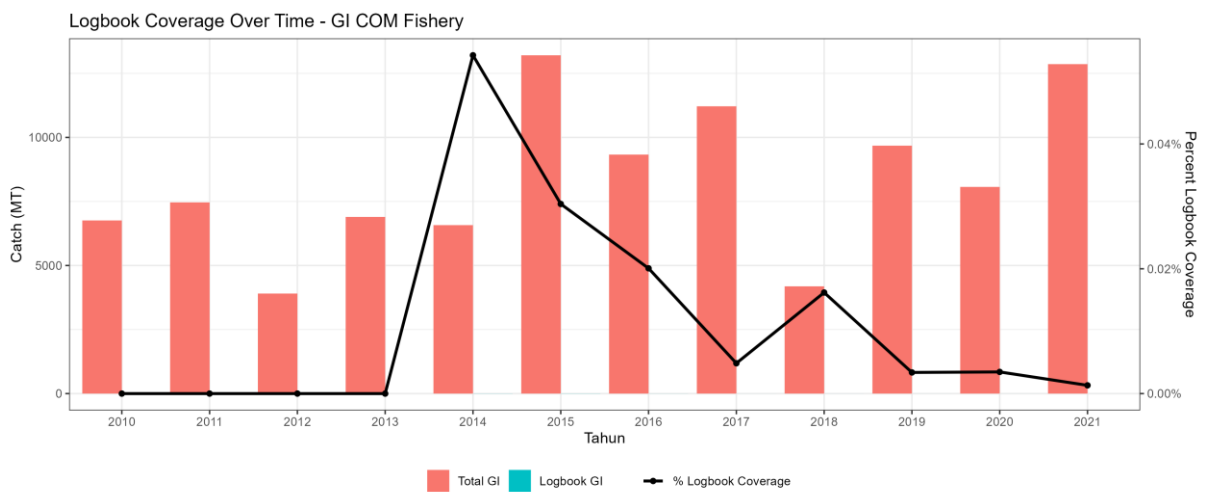 Logbook Coverage Over Time - GI COM Fishery
Catch (MT)
10000
5000
0
0.04%
0.02%
0.00%
Percent Logbook Coverage
2010 2011 2012 2013 2014 2015 2016 2017 2018 2019 2020 2021
Tahun
Total GI Logbook GI % Logbook Coverage